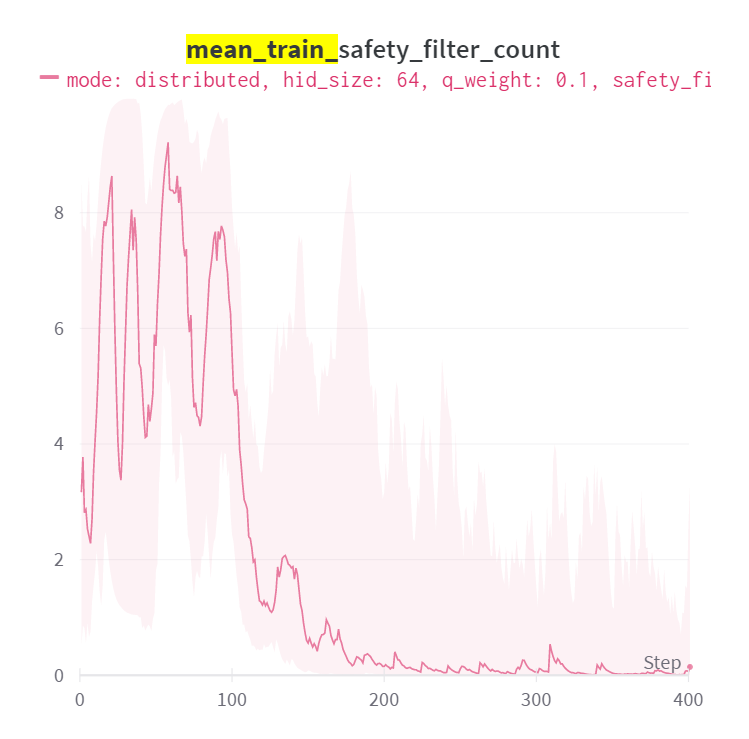 mean_train_safety_filter_count
mode: distributed, hid_size: 64, q_weight: 0.1, safety_fi
8
6
4
2
0
Step
0 100 200 300 400